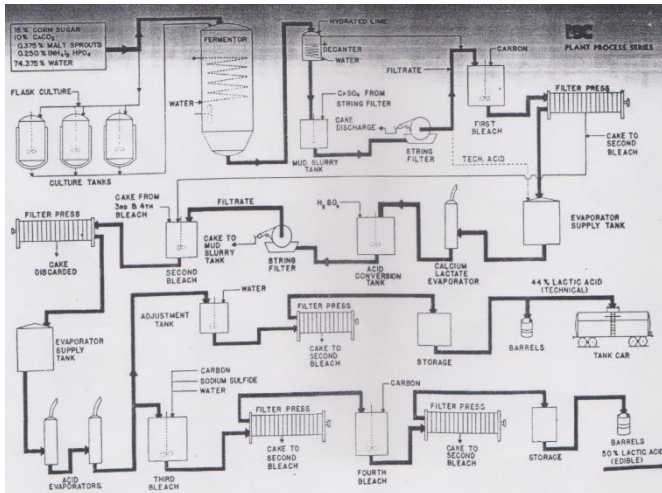 15% CORN SUGAR
10% CaCO₃
0.375% MALT SPROUTS
0.250% (NH₄)₂ HPO₄
74.375% WATER
FERMENTOR
WATER
FLASK CULTURE
CULTURE TANKS
HYDRATED LIME
DECANTER
WATER
CaSO₄ FROM
STRING FILTER
CAKE
DISCHARGE
MUD SLURRY
TANK
STRING
FILTER
FILTRATE
CARBON
PLANT PROCESS SERIES
FILTER PRESS
FIRST
BLEACH
CAKE TO
SECOND
BLEACH
TECH. ACID
FILTER PRESS
CAKE
DISCARDED
CAKE FROM
3RD & 4TH
BLEACH
FILTRATE
SECOND
BLEACH
CAKE TO
MUD
SLURRY
TANK
STRING
FILTER
H₂SO₄
ACID
CONVERSION
TANK
CALCIUM
LACTATE
EVAPORATOR
EVAPORATOR
SUPPLY TANK
EVAPORATOR
SUPPLY
TANK
ADJUSTMENT
TANK
WATER
FILTER PRESS
CAKE TO
SECOND
BLEACH
STORAGE
44% LACTIC ACID
(TECHNICAL)
BARRELS
TANK CAR
ACID
EVAPORATORS
CARBON
SODIUM SULFIDE
WATER
THIRD
BLEACH
FILTER PRESS
CAKE TO
SECOND
BLEACH
CARBON
FOURTH
BLEACH
FILTER PRESS
CAKE TO
SECOND
BLEACH
STORAGE
BARRELS
50% LACTIC ACID
(EDIBLE)